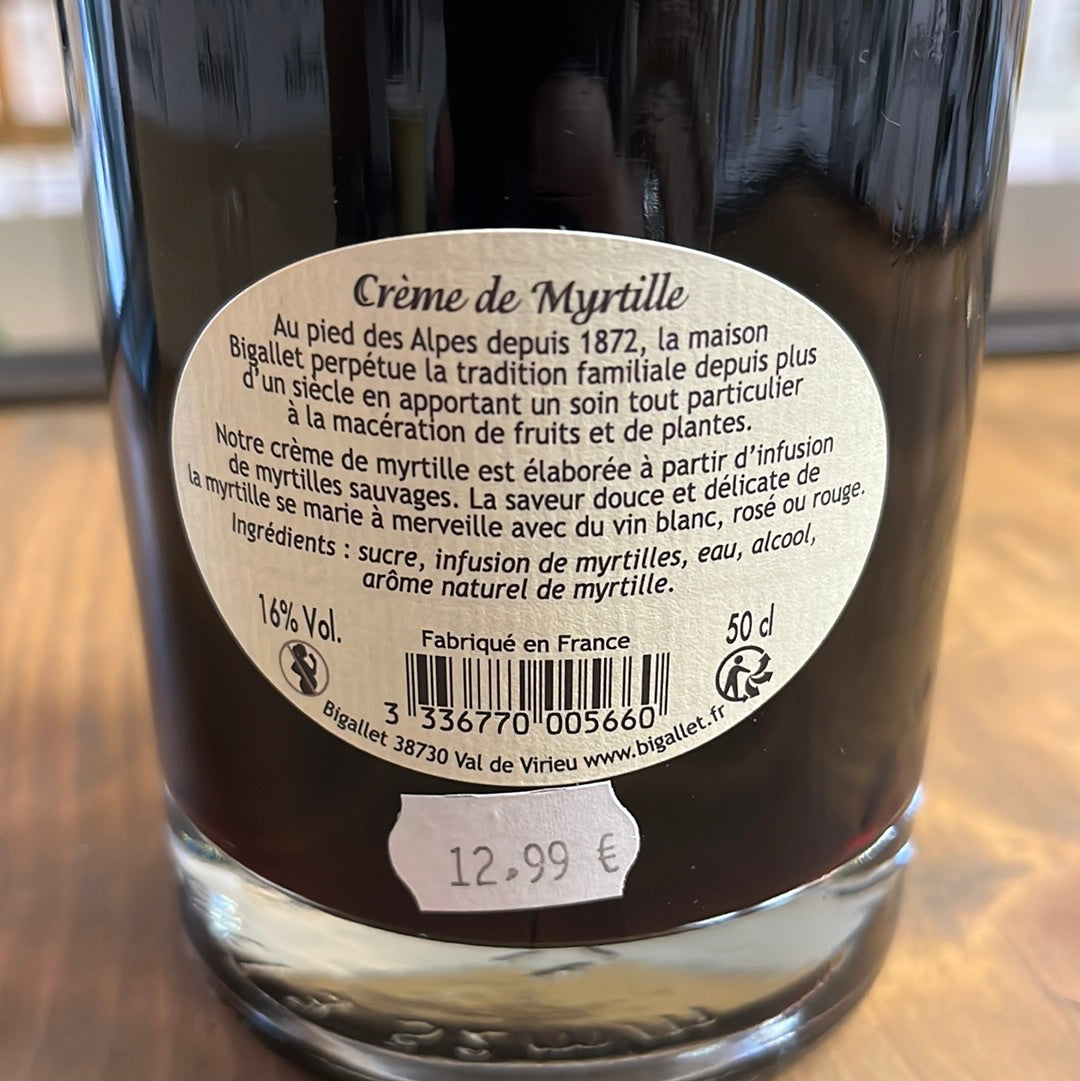 Crème de Myrtille
Au pied des Alpes depuis 1872, la maison
Bigallet perpétue la tradition familiale depuis plus
d'un siècle en apportant un soin tout particulier
à la macération de fruits et de plantes.
Notre crème de myrtille est élaborée à partir d'infusion
de myrtilles sauvages. La saveur douce et délicate de
la myrtille se marie à merveille avec du vin blanc, rosé ou rouge.
Ingrédients : sucre, infusion de myrtilles, eau, alcool,
arôme naturel de myrtille.
16% Vol.
Fabriqué en France
50 cl
3 336770 005660
Bigallet 38730 Val de Virieu www.bigallet.fr
12.99 €